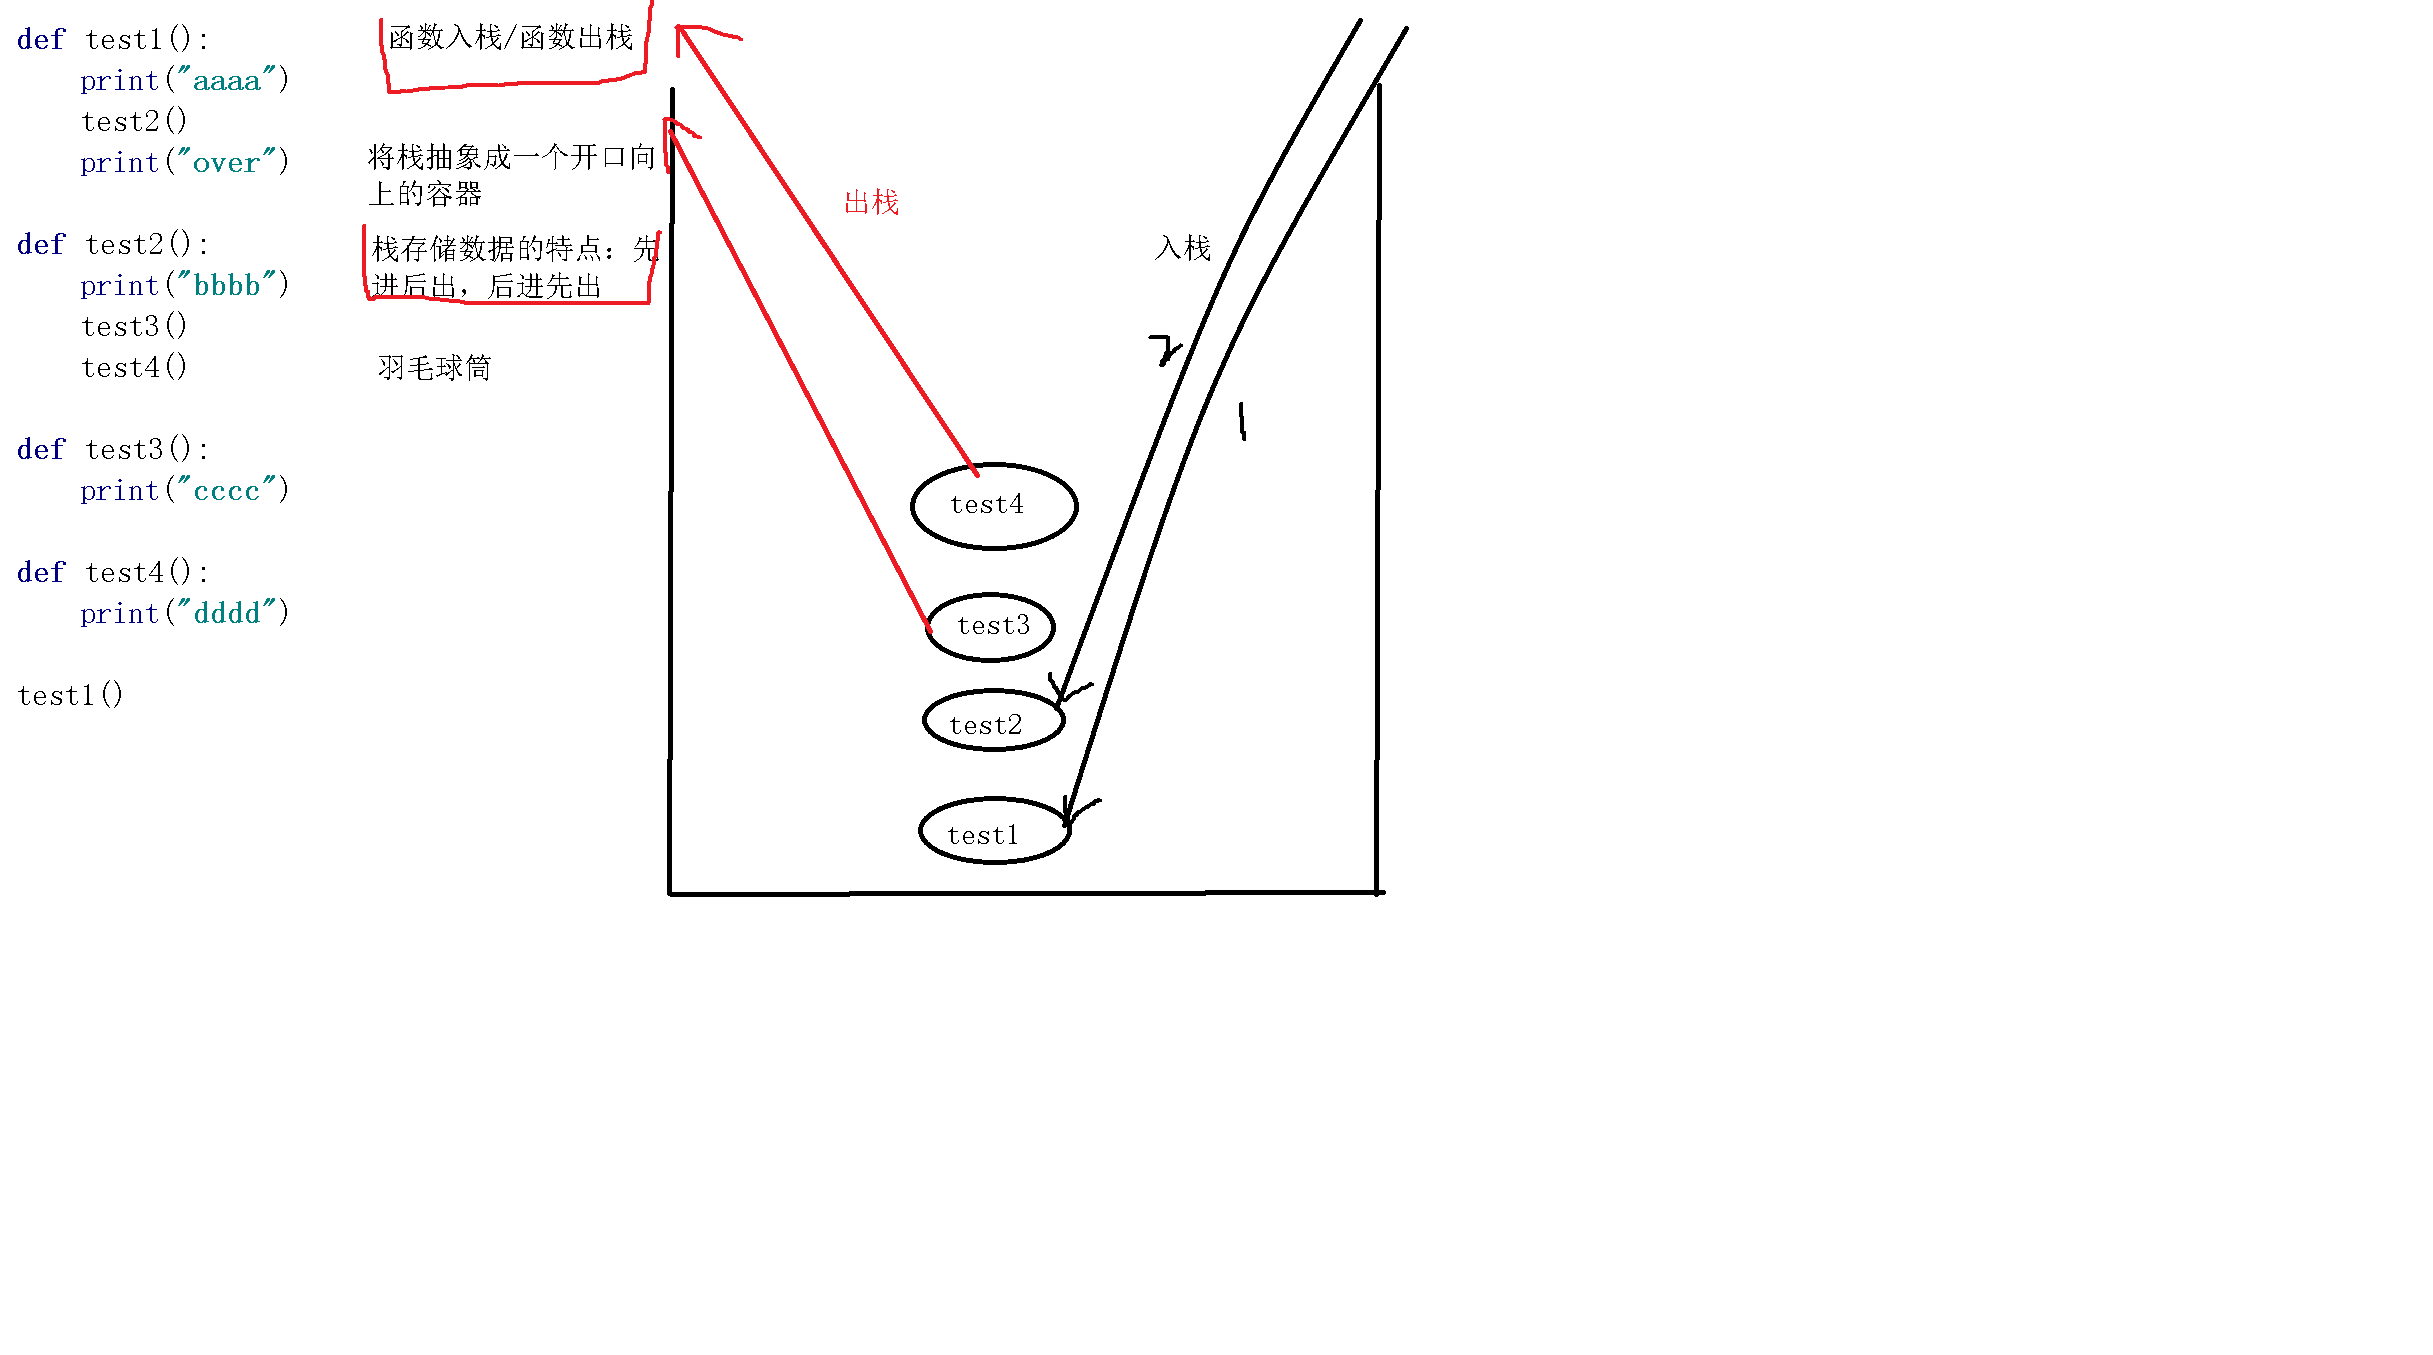 def test1():
    print("aaaa")
    test2()
    print("over")
def test2():
    print("bbbb")
    test3()
    test4()
def test3():
    print("cccc")
def test4():
    print("dddd")
test1()
函数入栈/函数出栈
将栈抽象成一个开口向
上的容器
栈存储数据的特点：先
进后出，后进先出
羽毛球筒
出栈
入栈
2
1
test4
test3
test2
test1